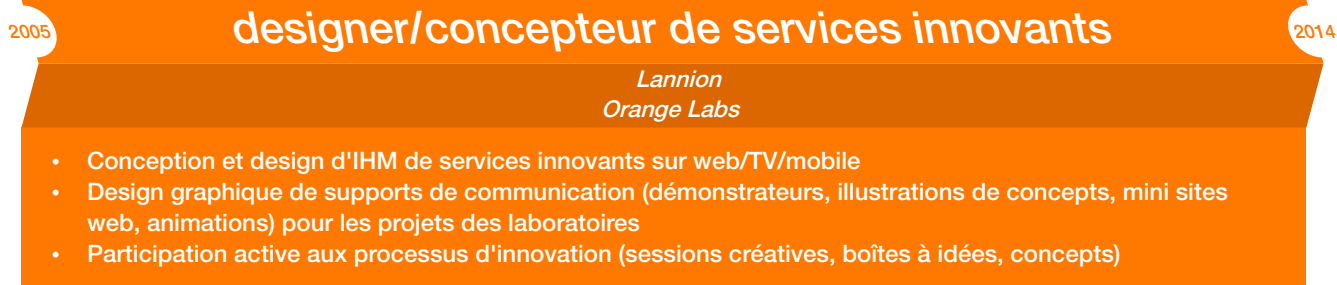 2005
designer/concepteur de services innovants
2014
Lannion
Orange Labs
• Conception et design d'IHM de services innovants sur web/TV/mobile
• Design graphique de supports de communication (démonstrateurs, illustrations de concepts, mini sites
web, animations) pour les projets des laboratoires
• Participation active aux processus d'innovation (sessions créatives, boîtes à idées, concepts)